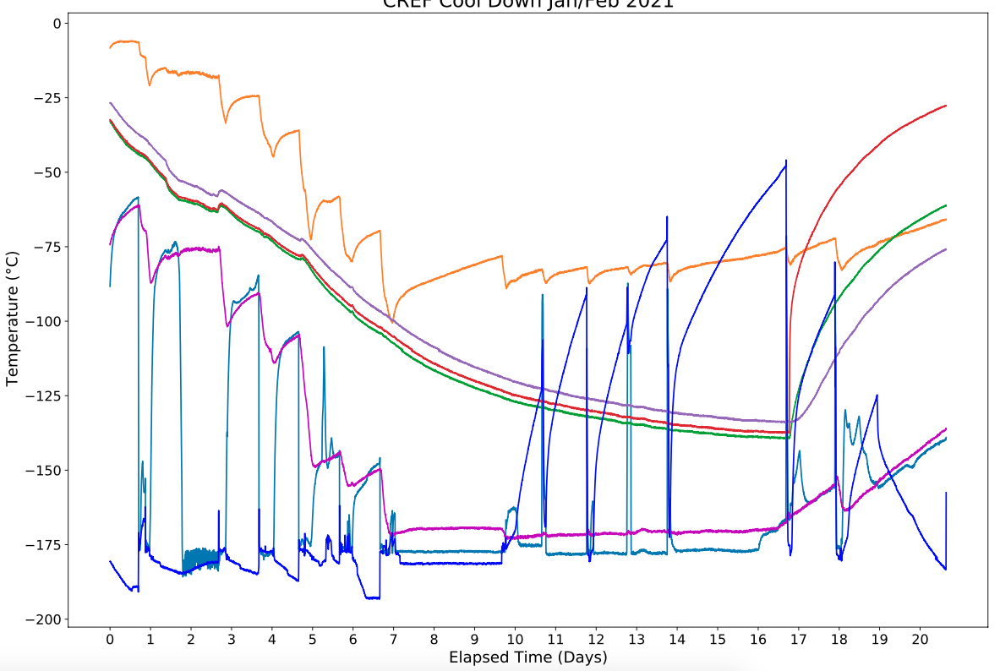 CREF Cool Down Jan/Feb 2021
0
−25
−50
−75
−100
−125
−150
−175
−200
Temperature (°C)
0 1 2 3 4 5 6 7 8 9 10 11 12 13 14 15 16 17 18 19 20
Elapsed Time (Days)